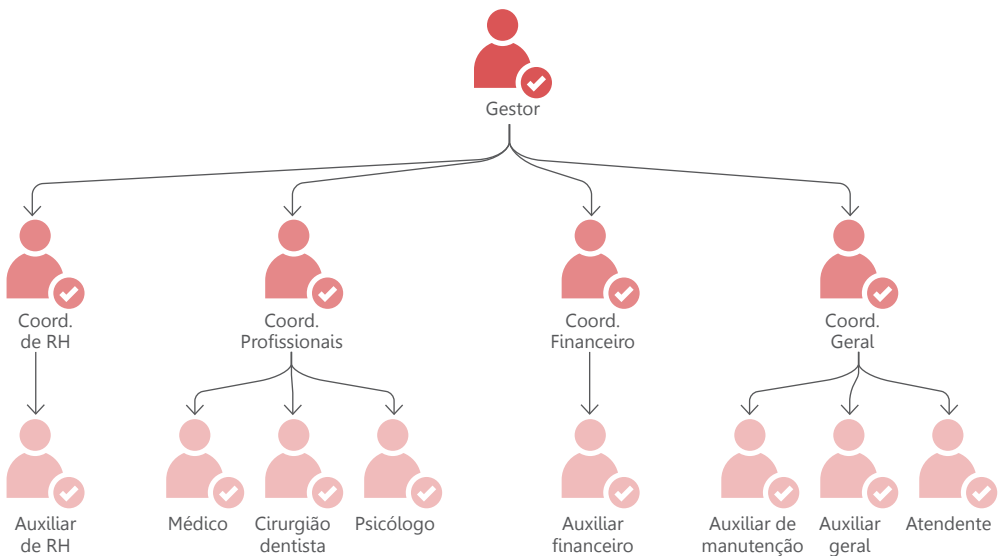 Gestor
Coord.
de RH
Coord.
Profissionais
Coord.
Financeiro
Coord.
Geral
Auxiliar
de RH
Médico
Cirurgião
dentista
Psicólogo
Auxiliar
financeiro
Auxiliar de
manutenção
Auxiliar
geral
Atendente